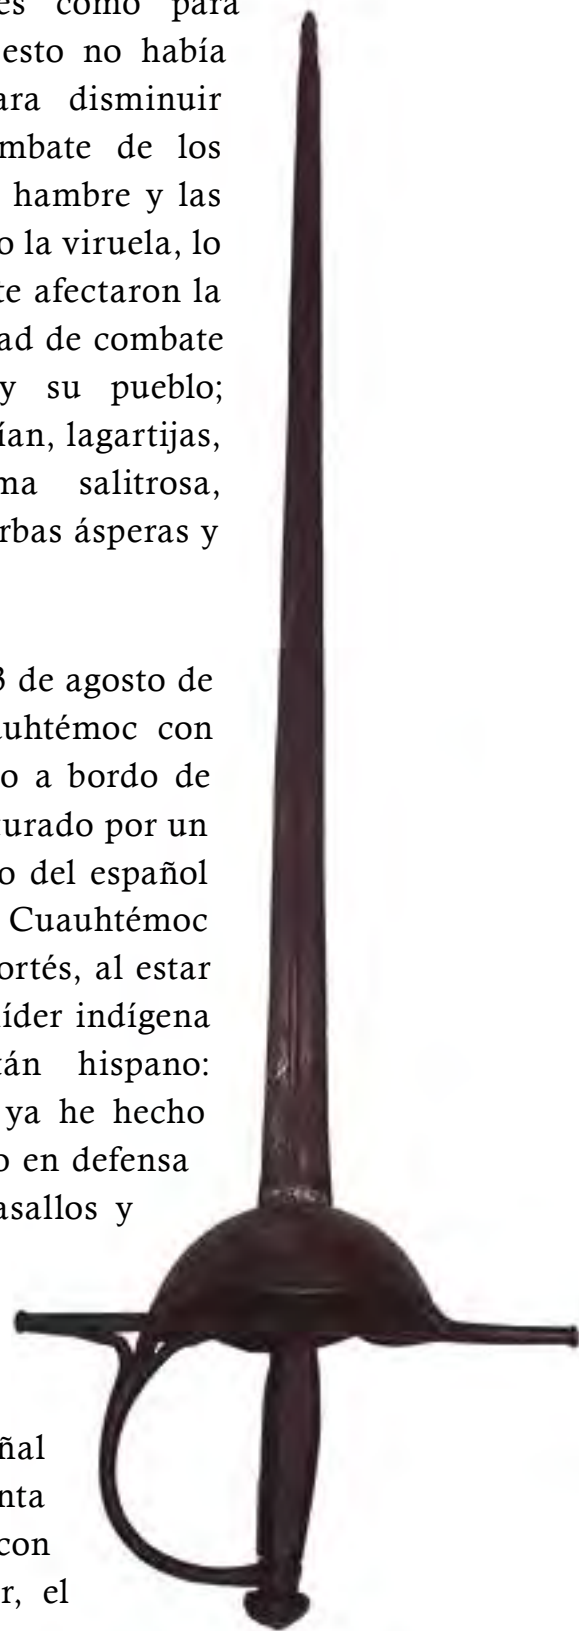 es como para
esto no había
ara disminuir
mbate de los
hambre y las
o la viruela, lo
te afectaron la
ad de combate
y su pueblo;
ían, lagartijas,
ma salitrosa,
rbas ásperas y
3 de agosto de
auhtémoc con
o a bordo de
turado por un
o del español
Cuauhtémoc
ortés, al estar
íder indígena
tán hispano:
ya he hecho
o en defensa
asallos y
ñal
nta
con
r, el